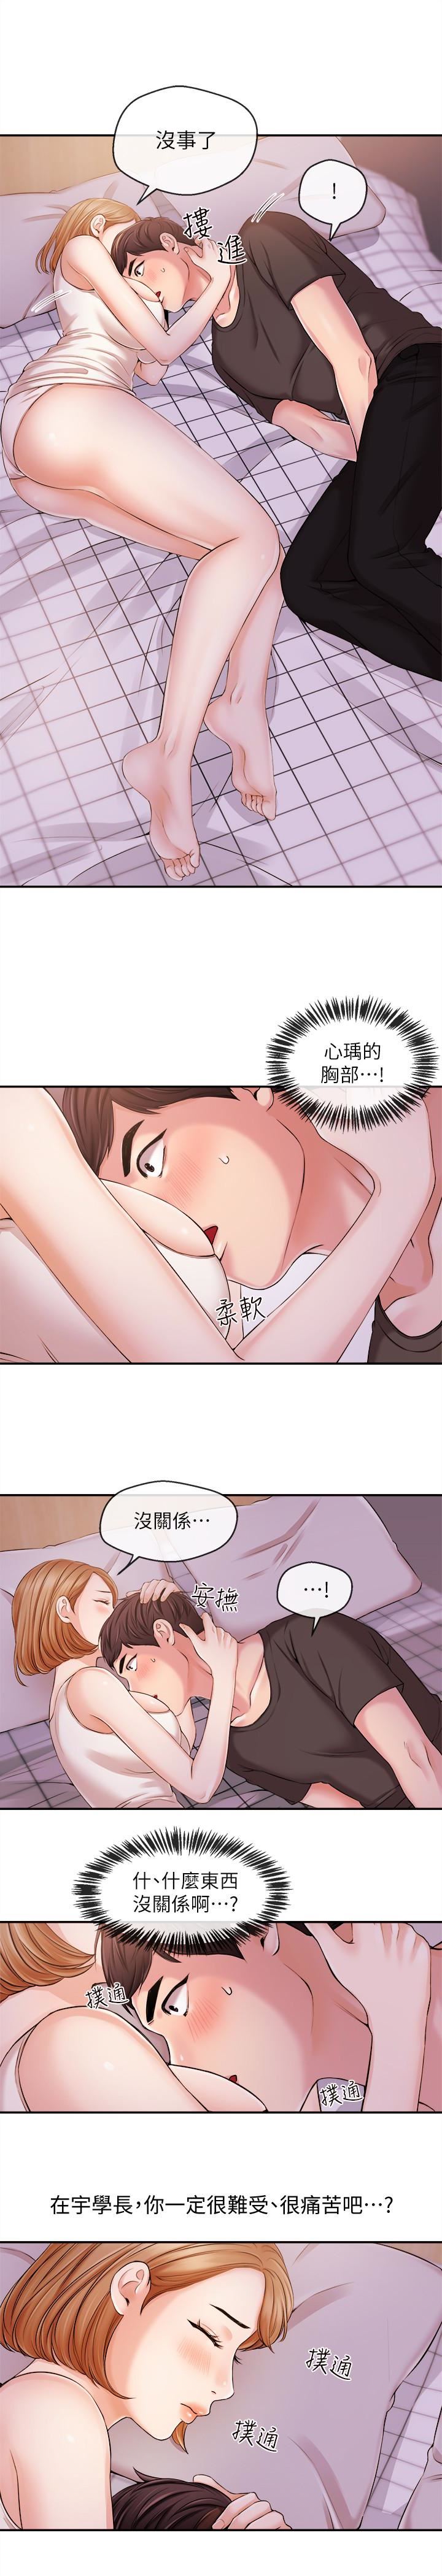 沒事了
!
摟進
心瑀的
胸部…!
柔軟
沒關係…
安撫
…!
什、什麼東西
沒關係啊…?
撲通
撲通
在宇學長,你一定很難受、很痛苦吧…?
撲通
撲通